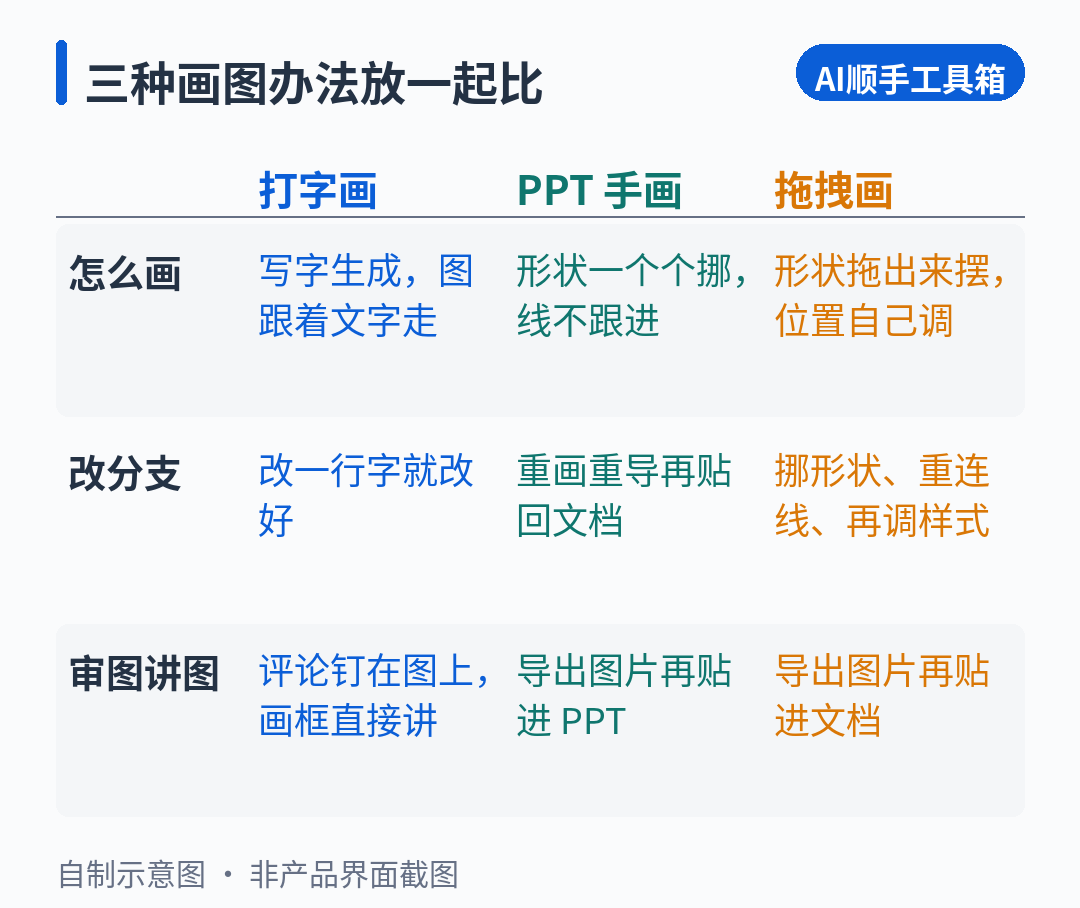 三种画图办法放一起比
AI顺手工具箱
打字画 PPT 手画 拖拽画
怎么画 写字生成，图 形状一个个挪， 形状拖出来摆，
跟着文字走 线不跟进 位置自己调
改分支 改一行字就改 重画重导再贴 挪形状、重连
好 回文档 线、再调样式
审图讲图 评论钉在图上， 导出图片再贴 导出图片再贴
画框直接讲 进 PPT 进文档
自制示意图 · 非产品界面截图